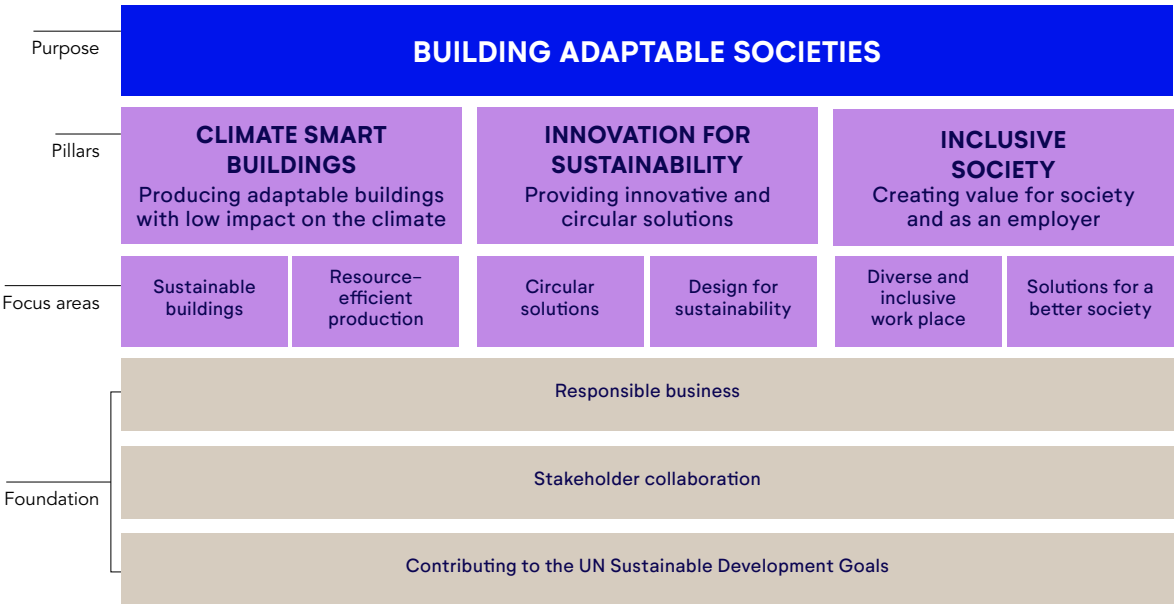 Purpose
BUILDING ADAPTABLE SOCIETIES
Pillars
CLIMATE SMART
BUILDINGS
Producing adaptable buildings
with low impact on the climate
INNOVATION FOR
SUSTAINABILITY
Providing innovative and
circular solutions
INCLUSIVE
SOCIETY
Creating value for society
and as an employer
Focus areas
Sustainable
buildings
Resource-
efficient
production
Circular
solutions
Design for
sustainability
Diverse and
inclusive
work place
Solutions for a
better society
Foundation
Responsible business
Stakeholder collaboration
Contributing to the UN Sustainable Development Goals